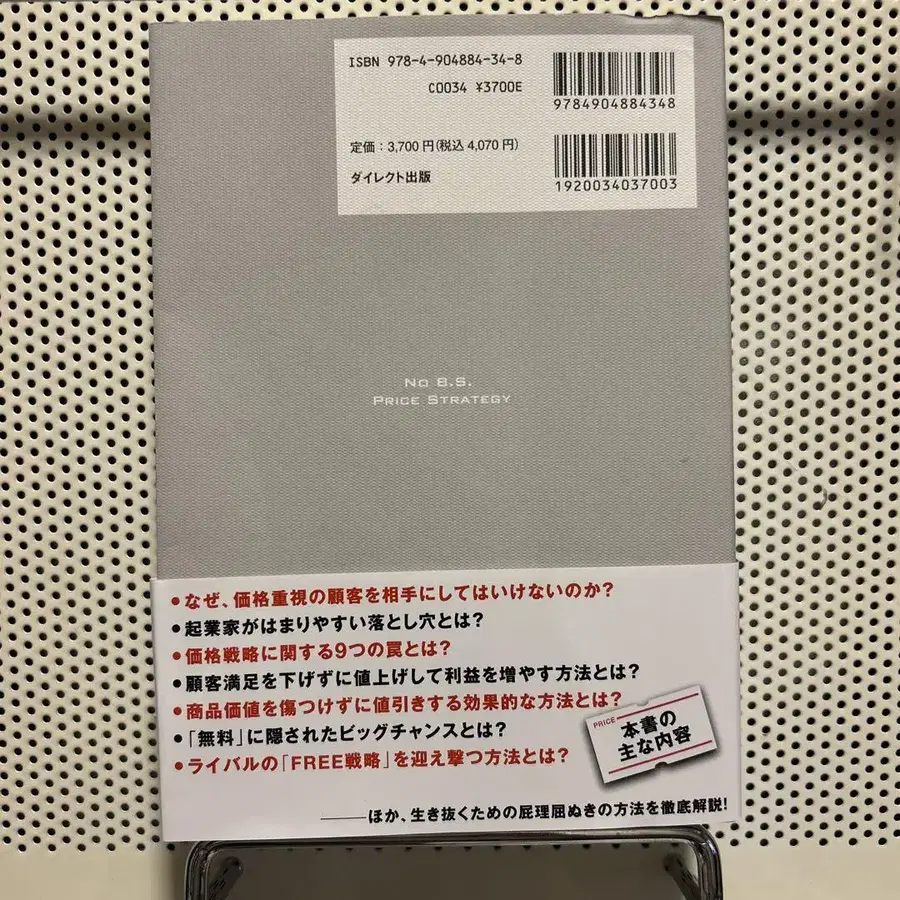 ISBN 978-4-904884-34-8
C0034 ¥3700E
9784904884348
定価：3,700円(税込4,070円)
ダイレクト出版
1920034037003
NO B.S.
PRICE STRATEGY
●なぜ、価格重視の顧客を相手にしてはいけないのか？
●起業家がはまりやすい落とし穴とは？
●価格戦略に関する9つの罠とは？
●顧客満足を下げずに値上げして利益を増やす方法とは？
●商品価値を傷つけずに値引きする効果的な方法とは？
●「無料」に隠されたビッグチャンスとは？
●ライバルの「FREE戦略」を迎え撃つ方法とは？
PRICE
本書の
主な内容
――ほか、生き抜くための屁理屈ぬきの方法を徹底解説！